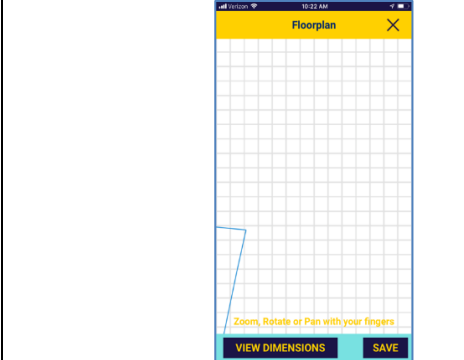 Verizon 10:22 AM
Floorplan
Zoom, Rotate or Pan with your fingers
VIEW DIMENSIONS SAVE